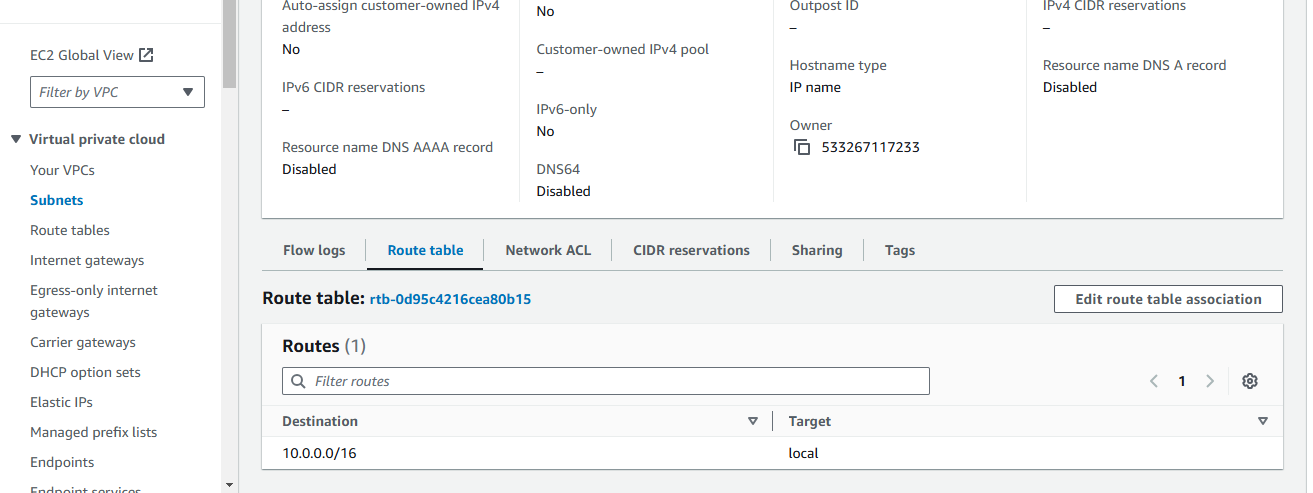 EC2 Global View
Filter by VPC
Virtual private cloud
Your VPCs
Subnets
Route tables
Internet gateways
Egress-only internet
gateways
Carrier gateways
DHCP option sets
Elastic IPs
Managed prefix lists
Endpoints
Endpoint services
Auto-assign customer-owned IPv4
address
No
IPv6 CIDR reservations
–
Resource name DNS AAAA record
Disabled
No
Customer-owned IPv4 pool
–
IPv6-only
No
DNS64
Disabled
Outpost ID
–
Hostname type
IP name
Owner
533267117233
IPv4 CIDR reservations
–
Resource name DNS A record
Disabled
Flow logs Route table Network ACL CIDR reservations Sharing Tags
Route table: rtb-0d95c4216cea80b15 Edit route table association
Routes (1)
Filter routes 1
Destination Target
10.0.0.0/16 local